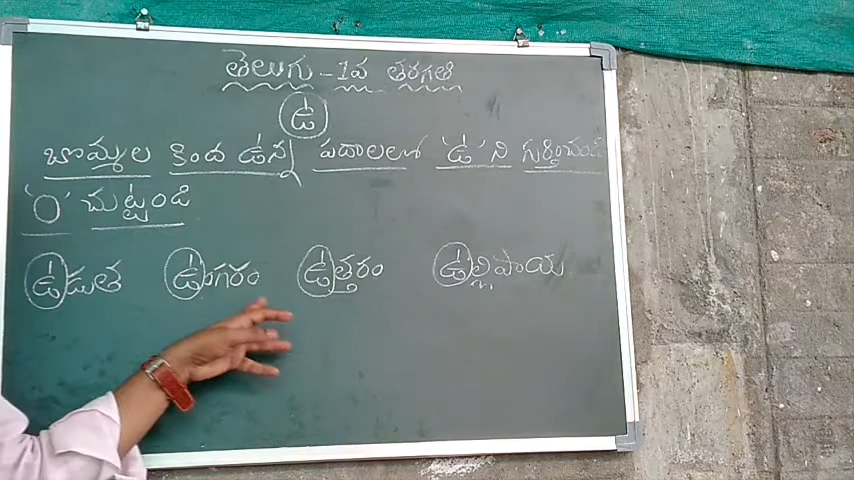 తెలుగు - 1వ తరగతి
ఉ
బొమ్మల కింద ఉన్న పదాలలో 'ఉ' ని గుర్తించండి
'O' చుట్టండి
ఉడుత ఉంగరం ఉత్తరం ఉల్లిపాయ